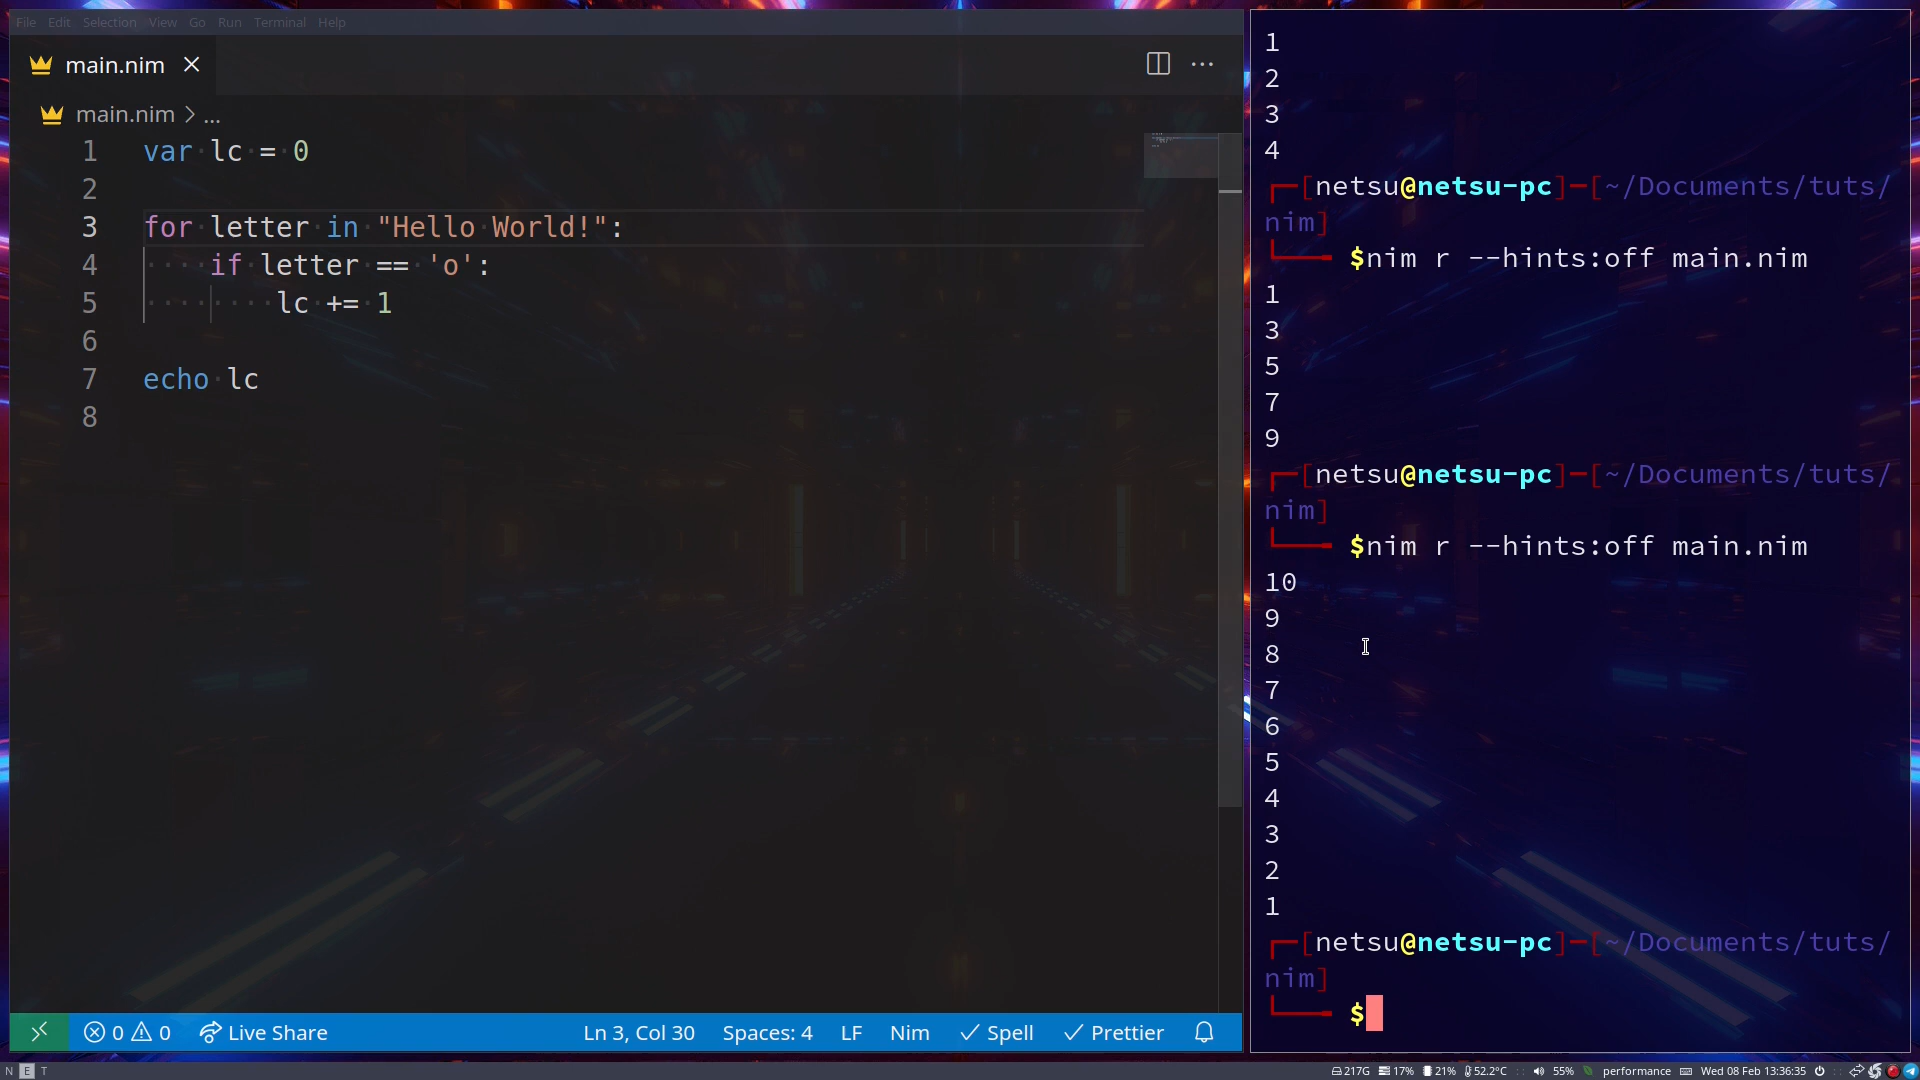 File Edit Selection View Go Run Terminal Help
main.nim
main.nim > ...
1 var lc = 0
2
3 for letter in "Hello World!":
4     if letter == 'o':
5         lc += 1
6
7 echo lc
8
0 0 Live Share Ln 3, Col 30 Spaces: 4 LF Nim Spell Prettier
1
2
3
4
[netsu@netsu-pc]-[~/Documents/tuts/
nim]
$nim r --hints:off main.nim
1
3
5
7
9
[netsu@netsu-pc]-[~/Documents/tuts/
nim]
$nim r --hints:off main.nim
10
9
8
7
6
5
4
3
2
1
[netsu@netsu-pc]-[~/Documents/tuts/
nim]
$
N E T 217G 17% 21% 52.2°C 55% performance Wed 08 Feb 13:36:35